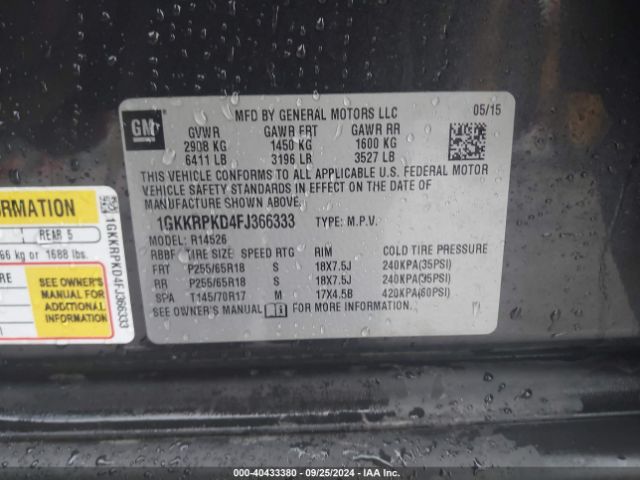 GM
MFD BY GENERAL MOTORS LLC 05/15
GVWR GAWR FRT GAWR RR
2908 KG 1450 KG 1600 KG
6411 LB 3196 LB 3527 LB
THIS VEHICLE CONFORMS TO ALL APPLICABLE U.S. FEDERAL MOTOR
VEHICLE SAFETY STANDARDS IN EFFECT ON THE DATE OF
MANUFACTURE SHOWN ABOVE.
1GKKRPKD4FJ366333 TYPE: M.P.V.
MODEL: R14526
RBBF TIRE SIZE SPEED RTG RIM COLD TIRE PRESSURE
FRT P255/65R18 S 18X7.5J 240KPA(35PSI)
RR P255/65R18 S 18X7.5J 240KPA(35PSI)
SPA T145/70R17 M 17X4.5B 420KPA(60PSI)
SEE OWNER'S MANUAL FOR MORE INFORMATION.
ORMATION
REAR 5
66 kg or 1688 lbs.
RE
SEE OWNER'S
MANUAL FOR
ADDITIONAL
INFORMATION
1GKKRPKD4FJ366333
000-40433380 - 09/25/2024 - IAA Inc.